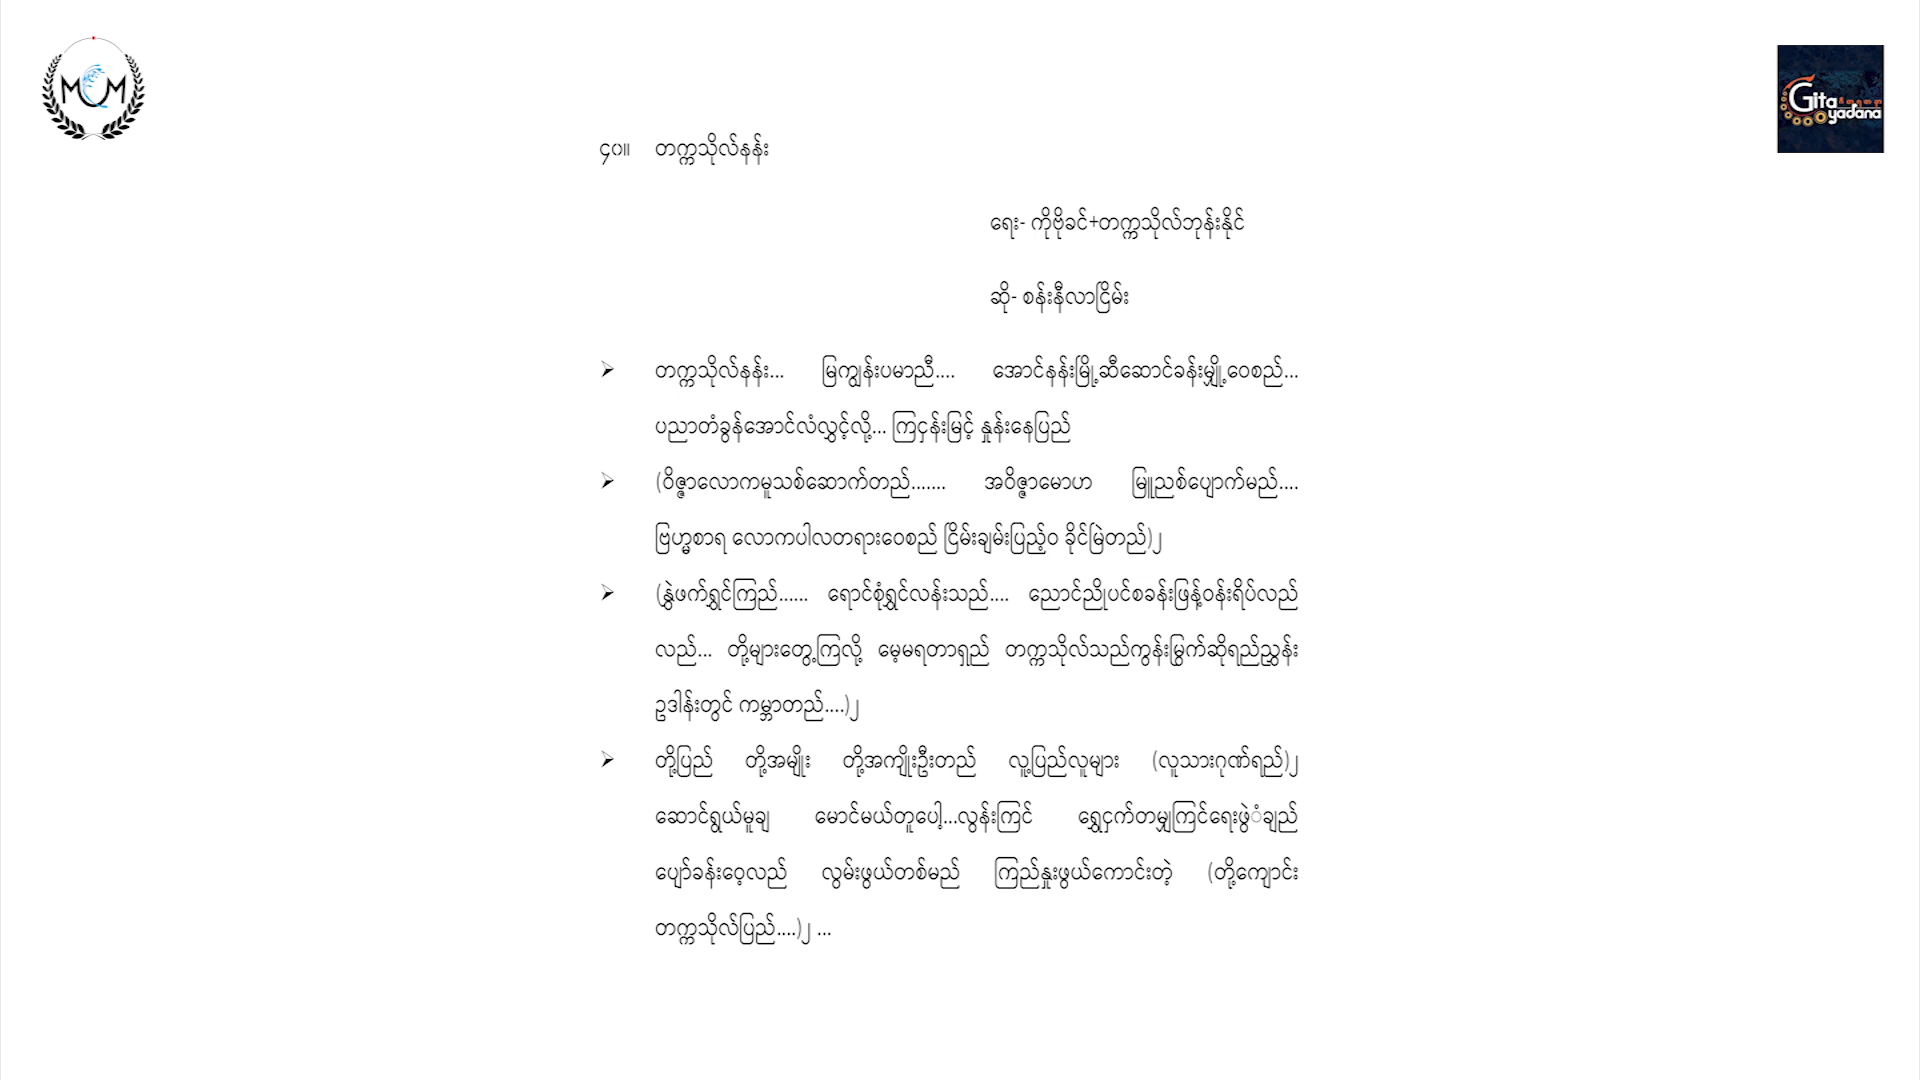 MUM
Gita ဂီတရတနာ
yadana
၄၀။ တက္ကသိုလ်နန်း
ရေး- ကိုဗိုခင်+တက္ကသိုလ်ဘုန်းနိုင်
ဆို- စန်းနီလာငြိမ်း
➢ တက္ကသိုလ်နန်း... မြကျွန်းပမာညီ.... အောင်နန်းမြို့ဆီဆောင်ခန်းမျှို့ဝေစည်...
ပညာတံခွန်အောင်လံလွှင့်လို့... ကြငှန်းမြင့် နှုန်းနေပြည်
➢ (ဝိဇ္ဇာလောကမူသစ်ဆောက်တည်....... အဝိဇ္ဇာမောဟ မြူညစ်ပျောက်မည်....
ဗြဟ္မစာရ လောကပါလတရားဝေစည် ငြိမ်းချမ်းပြည့်ဝ ခိုင်မြဲတည်)၂
➢ (နွဲဖက်ရွှင်ကြည်...... ရောင်စုံရွှင်လန်းသည်.... ညောင်ညိုပင်စခန်းဖြန့်ဝန်းရိပ်လည်
လည်... တို့များတွေ့ကြလို့ မေ့မရတာရှည် တက္ကသိုလ်သည်ကွန်းမြွက်ဆိုရည်ညွှန်း
ဥဒါန်းတွင် ကမ္ဘာတည်....)၂
➢ တို့ပြည် တို့အမျိုး တို့အကျိုးဦးတည် လူ့ပြည်လူများ (လူသားဂုဏ်ရည်)၂
ဆောင်ရွယ်မူချ မောင်မယ်တူပေါ့...လွန်းကြင် ရွှေငှက်တမျှကြင်ရေးဖွဲံချည်
ပျော်ခန်းဝေ့လည် လွမ်းဖွယ်တစ်မည် ကြည်နှူးဖွယ်ကောင်းတဲ့ (တို့ကျောင်း
တက္ကသိုလ်ပြည်....)၂ ...